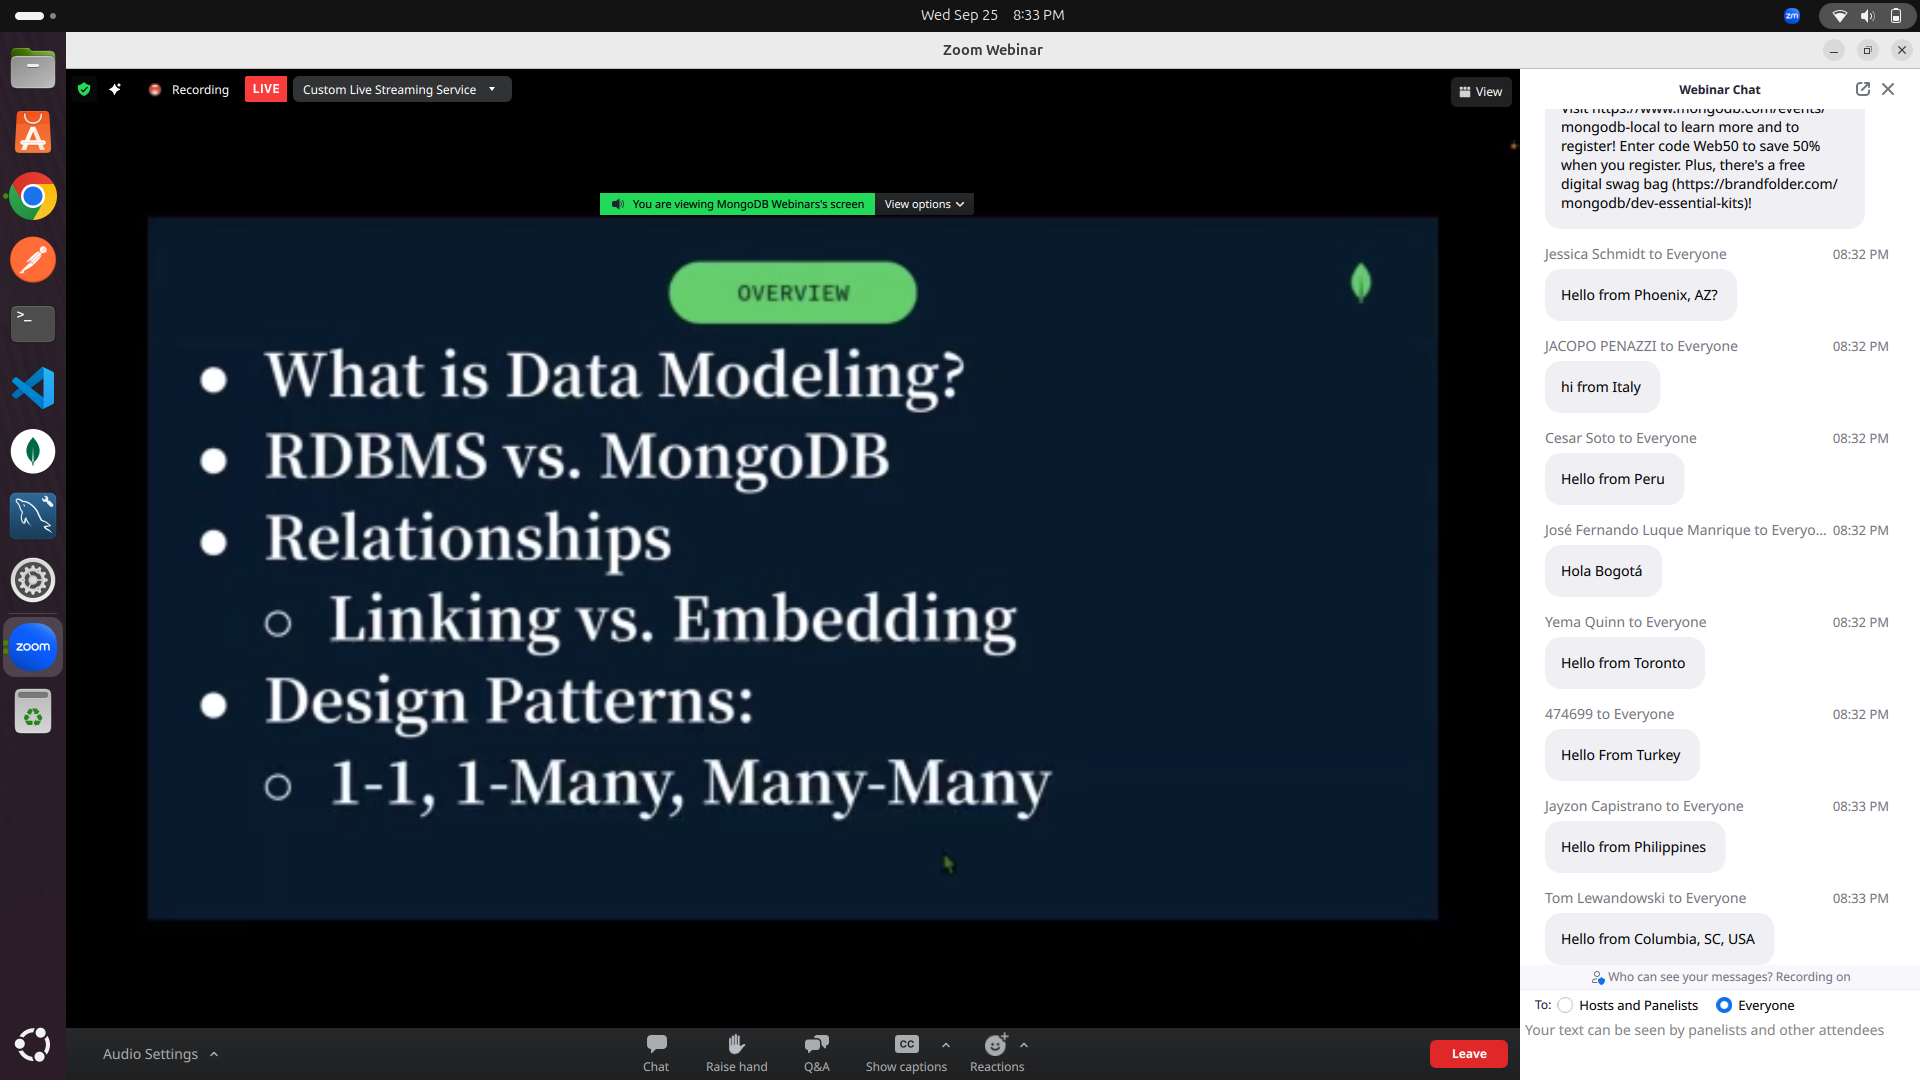 Wed Sep 25 8:33 PM
zm
Zoom Webinar
Recording
LIVE
Custom Live Streaming Service
View
You are viewing MongoDB Webinars's screen
View options
OVERVIEW
What is Data Modeling?
RDBMS vs. MongoDB
Relationships
Linking vs. Embedding
Design Patterns:
1-1, 1-Many, Many-Many
zoom
Audio Settings
Chat
Raise hand
Q&A
CC
Show captions
Reactions
Leave
Webinar Chat
Visit https://www.mongodb.com/events/
mongodb-local to learn more and to
register! Enter code Web50 to save 50%
when you register. Plus, there's a free
digital swag bag (https://brandfolder.com/
mongodb/dev-essential-kits)!
Jessica Schmidt to Everyone 08:32 PM
Hello from Phoenix, AZ?
JACOPO PENAZZI to Everyone 08:32 PM
hi from Italy
Cesar Soto to Everyone 08:32 PM
Hello from Peru
José Fernando Luque Manrique to Everyo... 08:32 PM
Hola Bogotá
Yema Quinn to Everyone 08:32 PM
Hello from Toronto
474699 to Everyone 08:32 PM
Hello From Turkey
Jayzon Capistrano to Everyone 08:33 PM
Hello from Philippines
Tom Lewandowski to Everyone 08:33 PM
Hello from Columbia, SC, USA
Who can see your messages? Recording on
To: Hosts and Panelists Everyone
Your text can be seen by panelists and other attendees